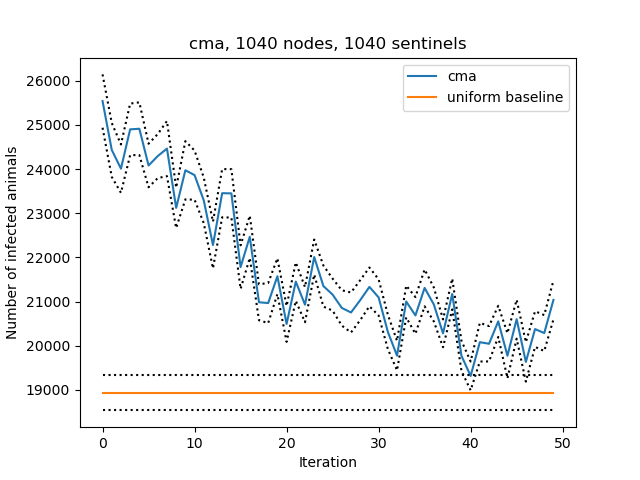 cma, 1040 nodes, 1040 sentinels
cma
uniform baseline
Number of infected animals
26000
25000
24000
23000
22000
21000
20000
19000
0 10 20 30 40 50
Iteration